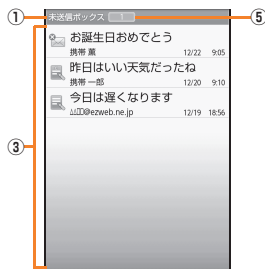 ① 未送信ボックス ⑤
お誕生日おめでとう
携帯 薫 12/22 9:05
昨日はいい天気だったね
携帯 一郎 12/20 9:10
③ 今日は遅くなります
@ezweb.ne.jp 12/19 18:56